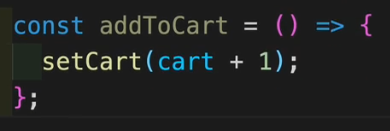 const addToCart = () => {
  setCart(cart + 1);
};